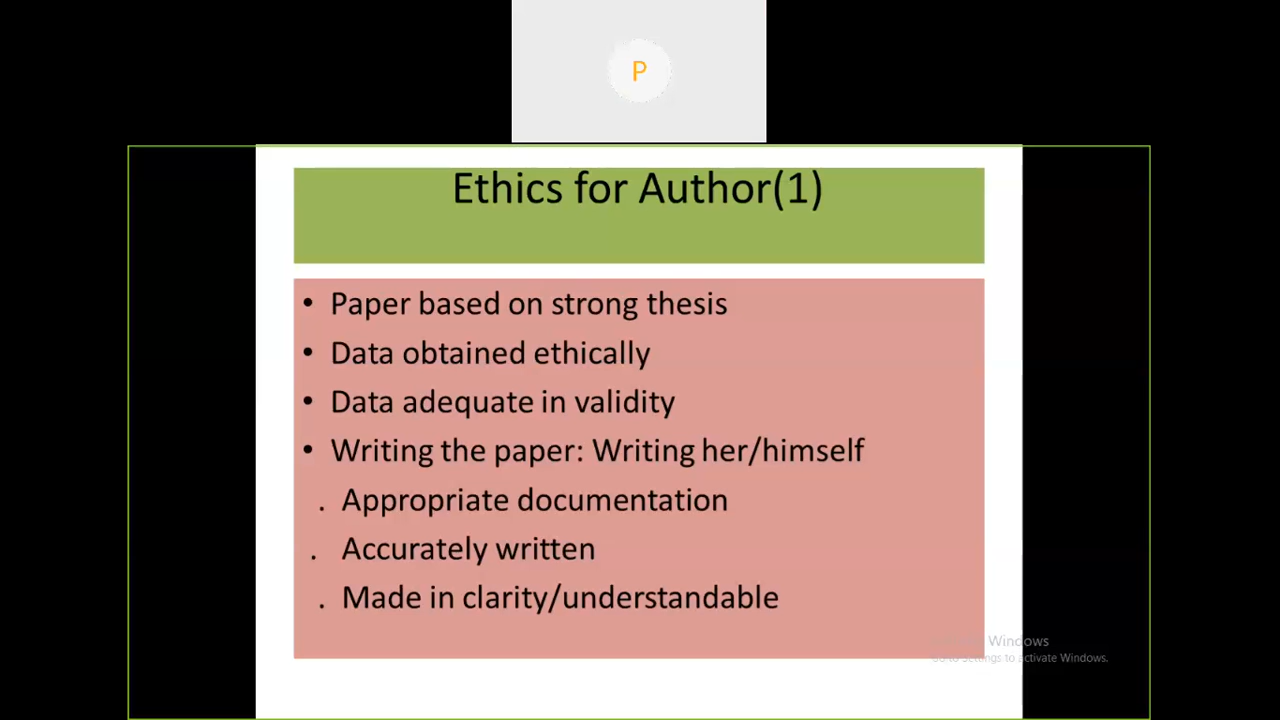 P
Ethics for Author(1)
• Paper based on strong thesis
• Data obtained ethically
• Data adequate in validity
• Writing the paper: Writing her/himself
. Appropriate documentation
. Accurately written
. Made in clarity/understandable
Windows
Go to Settings to activate Windows.